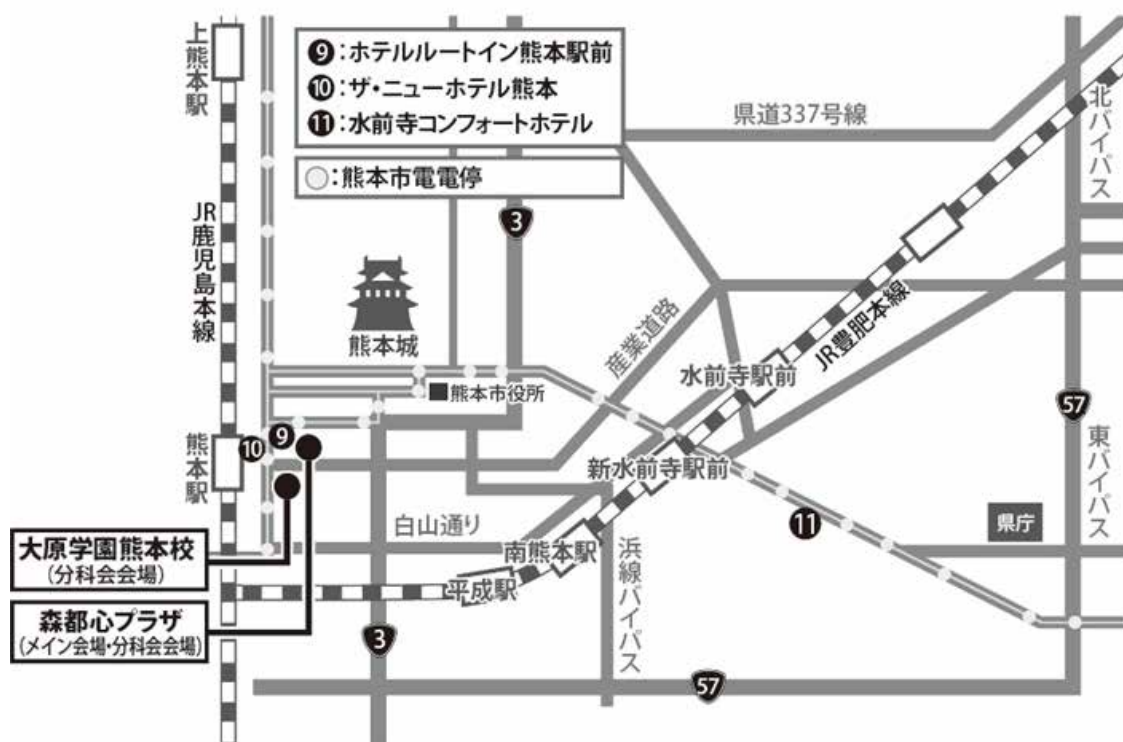 ❾:ホテルルートイン熊本駅前
❿:ザ・ニューホテル熊本
⓫:水前寺コンフォートホテル
:熊本市電電停
上熊本駅
県道337号線
北バイパス
3
JR鹿児島本線
熊本城
産業道路
JR豊肥本線
水前寺駅前
熊本市役所
57
❾
❿
熊本駅
新水前寺駅前
東バイパス
⓫
県庁
白山通り
大原学園熊本校
(分科会会場)
南熊本駅
平成駅
浜線バイパス
森都心プラザ
(メイン会場・分科会会場)
3
57